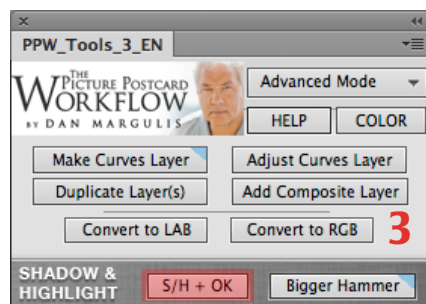 PPW_Tools_3_EN
THE
PICTURE POSTCARD
WORKFLOW
BY DAN MARGULIS
Advanced Mode
HELP COLOR
Make Curves Layer Adjust Curves Layer
Duplicate Layer(s) Add Composite Layer
Convert to LAB Convert to RGB 3
SHADOW &
HIGHLIGHT
S/H + OK Bigger Hammer